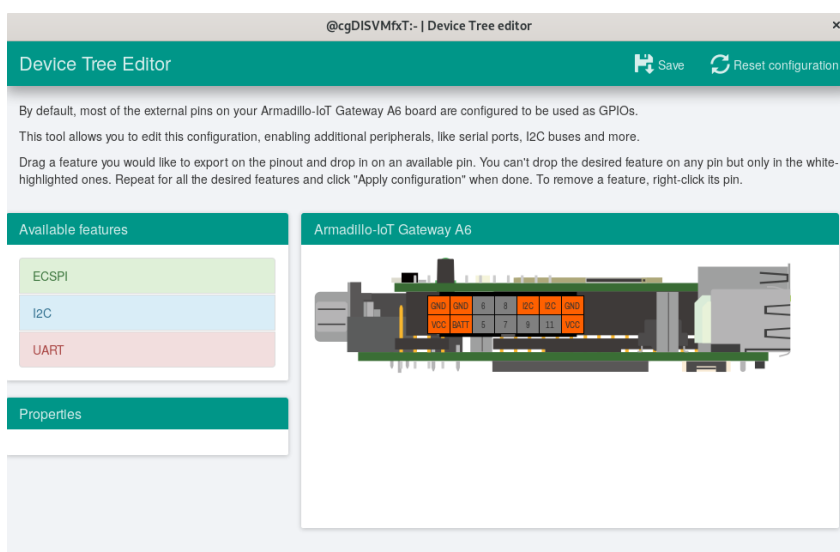 @cgDISVMfxT:- | Device Tree editor
×
Device Tree Editor
Save
Reset configuration
By default, most of the external pins on your Armadillo-IoT Gateway A6 board are configured to be used as GPIOs.
This tool allows you to edit this configuration, enabling additional peripherals, like serial ports, I2C buses and more.
Drag a feature you would like to export on the pinout and drop in on an available pin. You can't drop the desired feature on any pin but only in the white-
highlighted ones. Repeat for all the desired features and click "Apply configuration" when done. To remove a feature, right-click its pin.
Available features
ECSPI
I2C
UART
Properties
Armadillo-IoT Gateway A6
GND GND 6 8 I2C I2C GND
VCC BATT 5 7 9 11 VCC